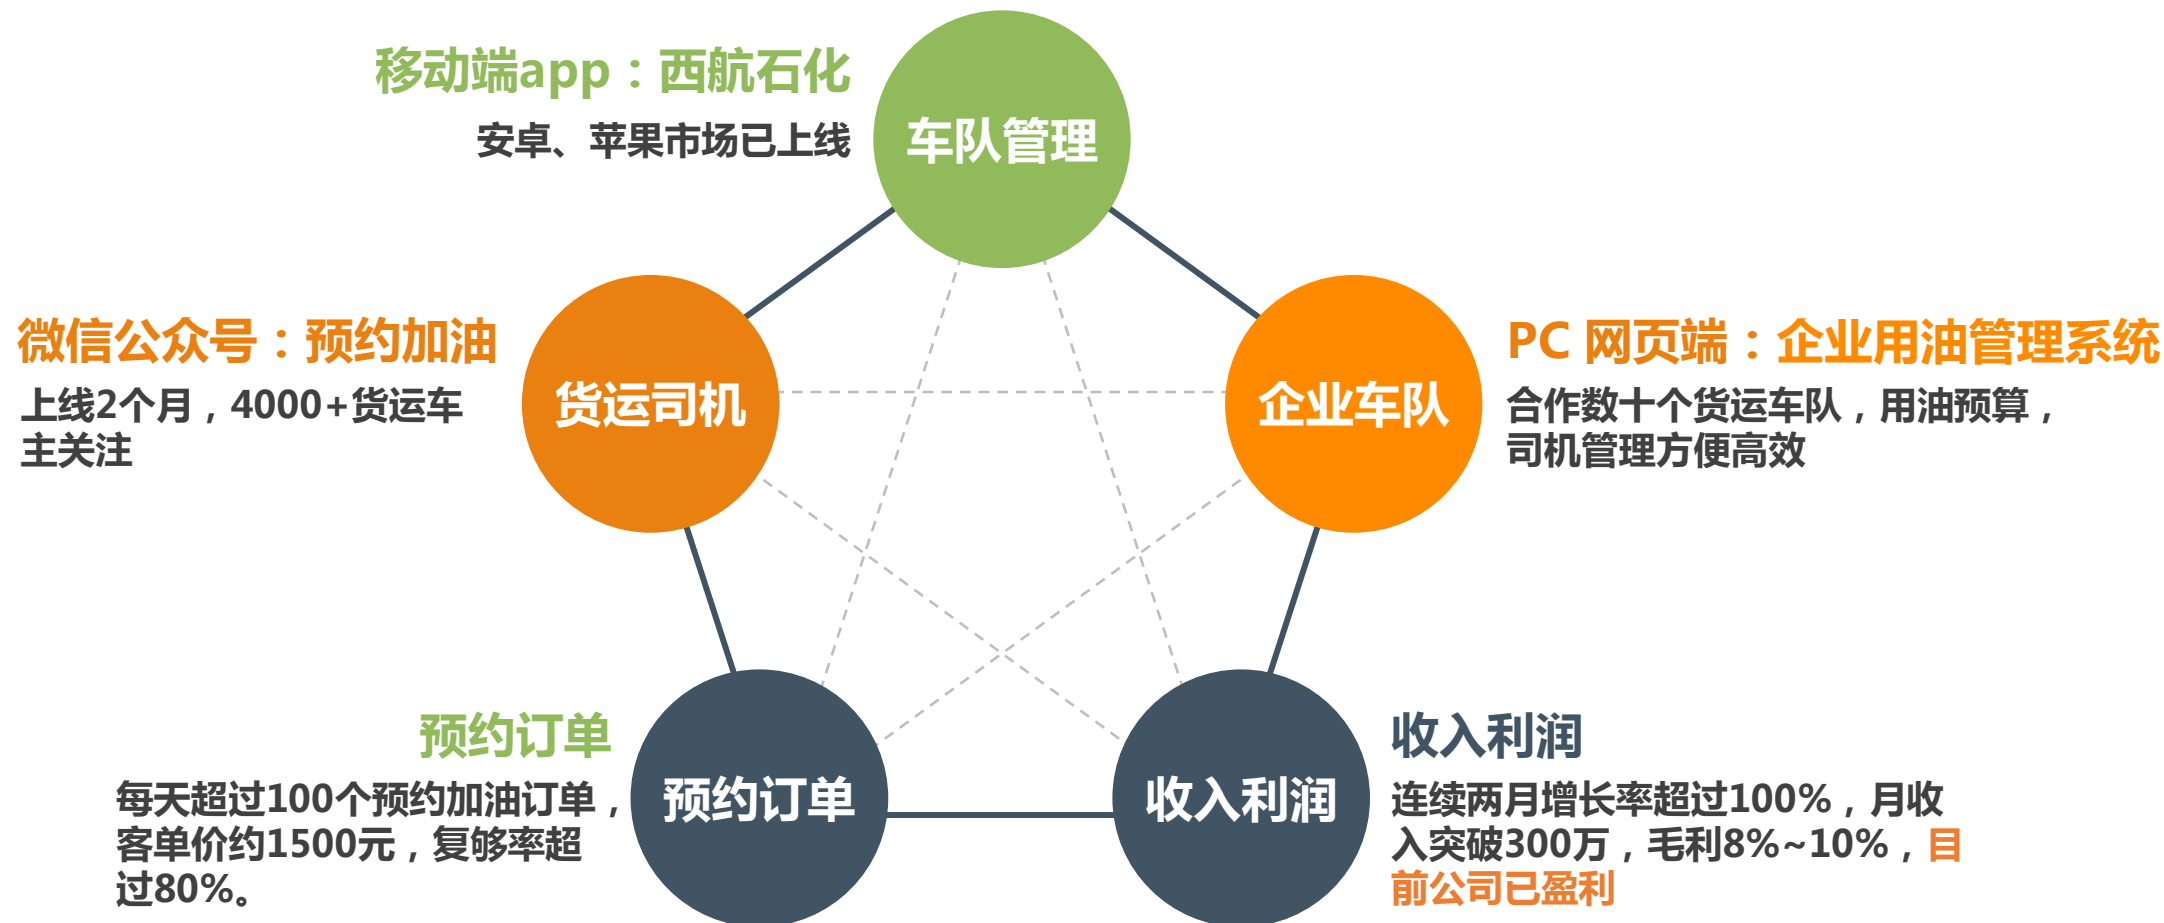 移动端app：西航石化
安卓、苹果市场已上线
车队管理
微信公众号：预约加油
上线2个月，4000+货运车
主关注
货运司机
企业车队
PC 网页端：企业用油管理系统
合作数十个货运车队，用油预算，
司机管理方便高效
预约订单
每天超过100个预约加油订单，
客单价约1500元，复够率超
过80%。
预约订单
收入利润
收入利润
连续两月增长率超过100%，月收
入突破300万，毛利8%~10%，目
前公司已盈利